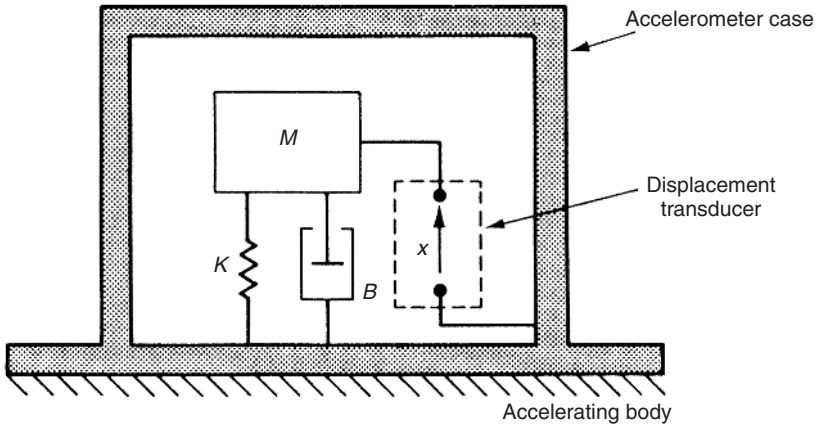 Accelerometer case
M
Displacement
transducer
K
x
B
Accelerating body